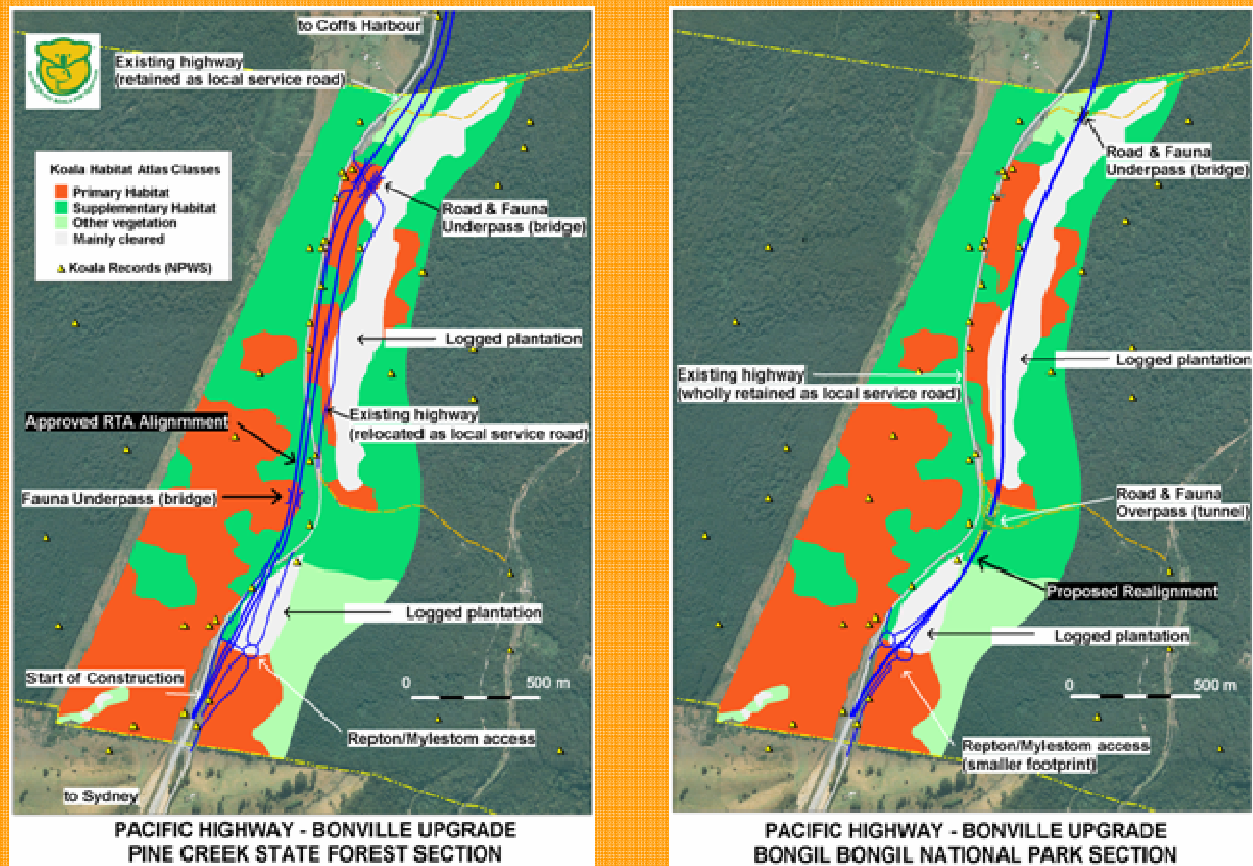 to Coffs Harbour
Existing highway
(retained as local service road)
Koala Habitat Atlas Classes
Primary Habitat
Supplementary Habitat
Other vegetation
Mainly cleared
Koala Records (NPWS)
Road & Fauna
Underpass (bridge)
Logged plantation
Approved RTA Alignment
Existing highway
(relocated as local service road)
Fauna Underpass (bridge)
Logged plantation
Start of Construction
0 500 m
Repton/Mylestom access
to Sydney
PACIFIC HIGHWAY - BONVILLE UPGRADE
PINE CREEK STATE FOREST SECTION
Road & Fauna
Underpass (bridge)
Logged plantation
Existing highway
(wholly retained as local service road)
Road & Fauna
Overpass (tunnel)
Proposed Realignment
Logged plantation
0 500 m
Repton/Mylestom access
(smaller footprint)
PACIFIC HIGHWAY - BONVILLE UPGRADE
BONGIL BONGIL NATIONAL PARK SECTION